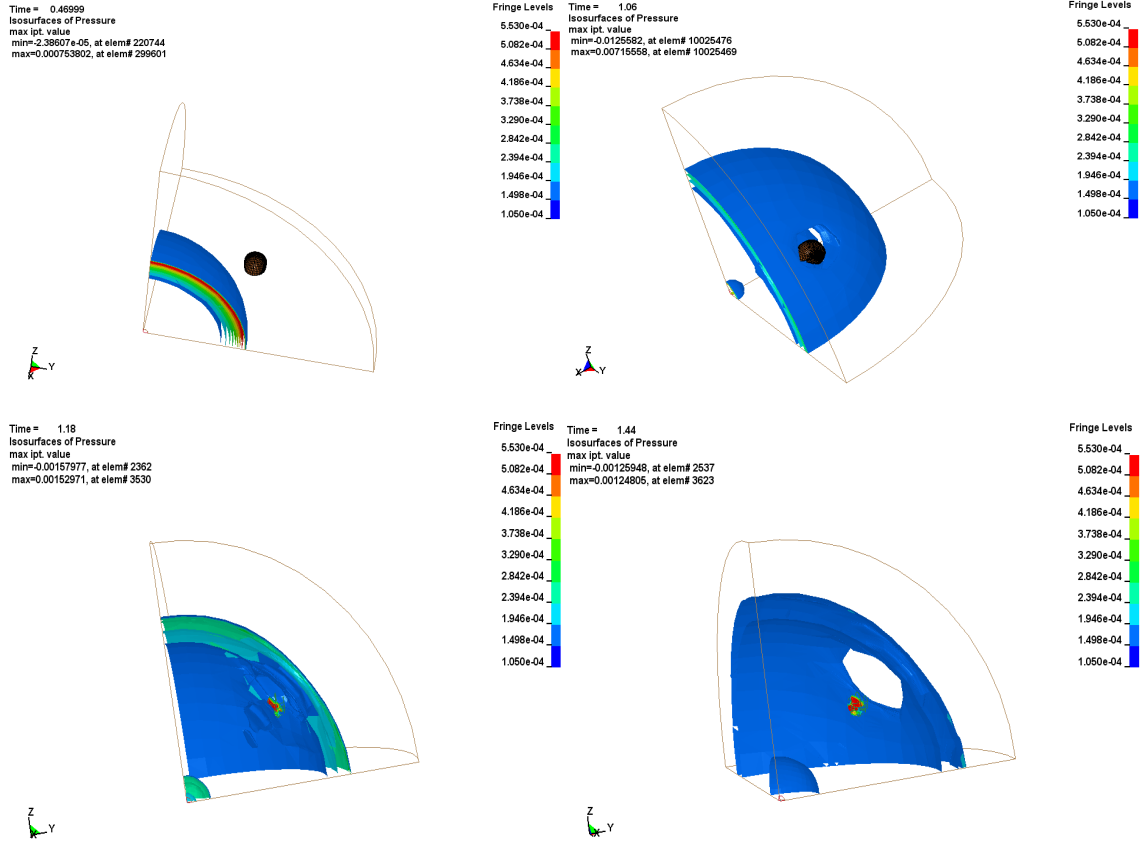 Time = 0.46999
Isosurfaces of Pressure
max ipt. value
min=-2.38607e-05, at elem# 220744
max=0.000753802, at elem# 299601
Fringe Levels
5.530e-04
5.082e-04
4.634e-04
4.186e-04
3.738e-04
3.290e-04
2.842e-04
2.394e-04
1.946e-04
1.498e-04
1.050e-04
Z
Y
X
Time = 1.06
Isosurfaces of Pressure
max ipt. value
min=-0.0125582, at elem# 10025476
max=0.00715558, at elem# 10025469
Fringe Levels
5.530e-04
5.082e-04
4.634e-04
4.186e-04
3.738e-04
3.290e-04
2.842e-04
2.394e-04
1.946e-04
1.498e-04
1.050e-04
Z
X Y
Time = 1.18
Isosurfaces of Pressure
max ipt. value
min=-0.00157977, at elem# 2362
max=0.00152971, at elem# 3530
Fringe Levels
5.530e-04
5.082e-04
4.634e-04
4.186e-04
3.738e-04
3.290e-04
2.842e-04
2.394e-04
1.946e-04
1.498e-04
1.050e-04
Z
X Y
Time = 1.44
Isosurfaces of Pressure
max ipt. value
min=-0.00125948, at elem# 2537
max=0.00124805, at elem# 3623
Fringe Levels
5.530e-04
5.082e-04
4.634e-04
4.186e-04
3.738e-04
3.290e-04
2.842e-04
2.394e-04
1.946e-04
1.498e-04
1.050e-04
Z
X Y